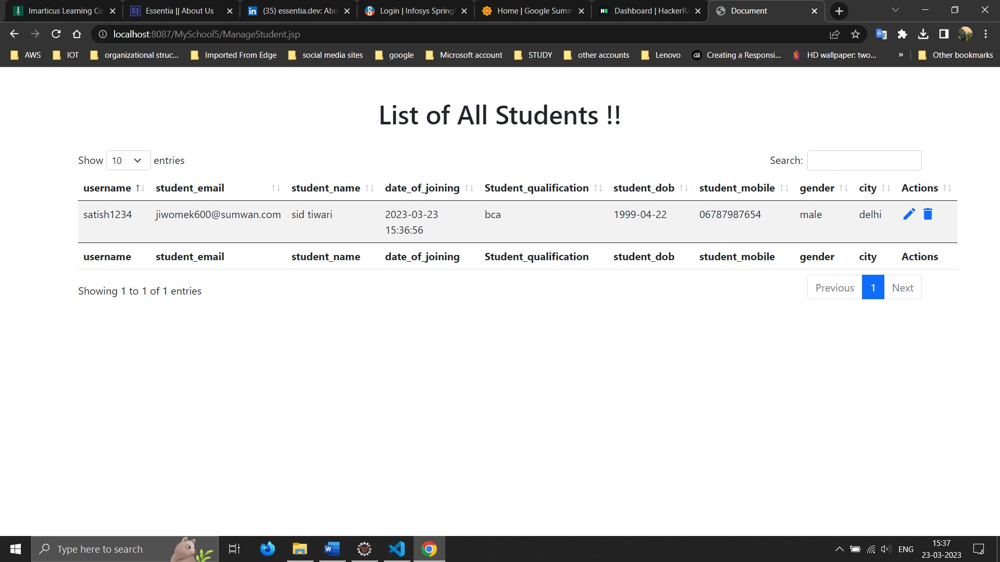 Imarticus Learning Co
Essentia || About Us
(35) essentia.dev: Abo
Login | Infosys Spring
Home | Google Summ
Dashboard | HackerRa
Document
localhost:8087/MySchool5/ManageStudent.jsp
AWS IOT organizational struc... Imported From Edge social media sites google Microsoft account STUDY other accounts Lenovo Creating a Responsi... HD wallpaper: two... » Other bookmarks
List of All Students !!
Show 10 entries Search:
username student_email student_name date_of_joining Student_qualification student_dob student_mobile gender city Actions
satish1234 jiwomek600@sumwan.com sid tiwari 2023-03-23 bca 1999-04-22 06787987654 male delhi
15:36:56
username student_email student_name date_of_joining Student_qualification student_dob student_mobile gender city Actions
Showing 1 to 1 of 1 entries Previous 1 Next
Type here to search
ENG
15:37
23-03-2023